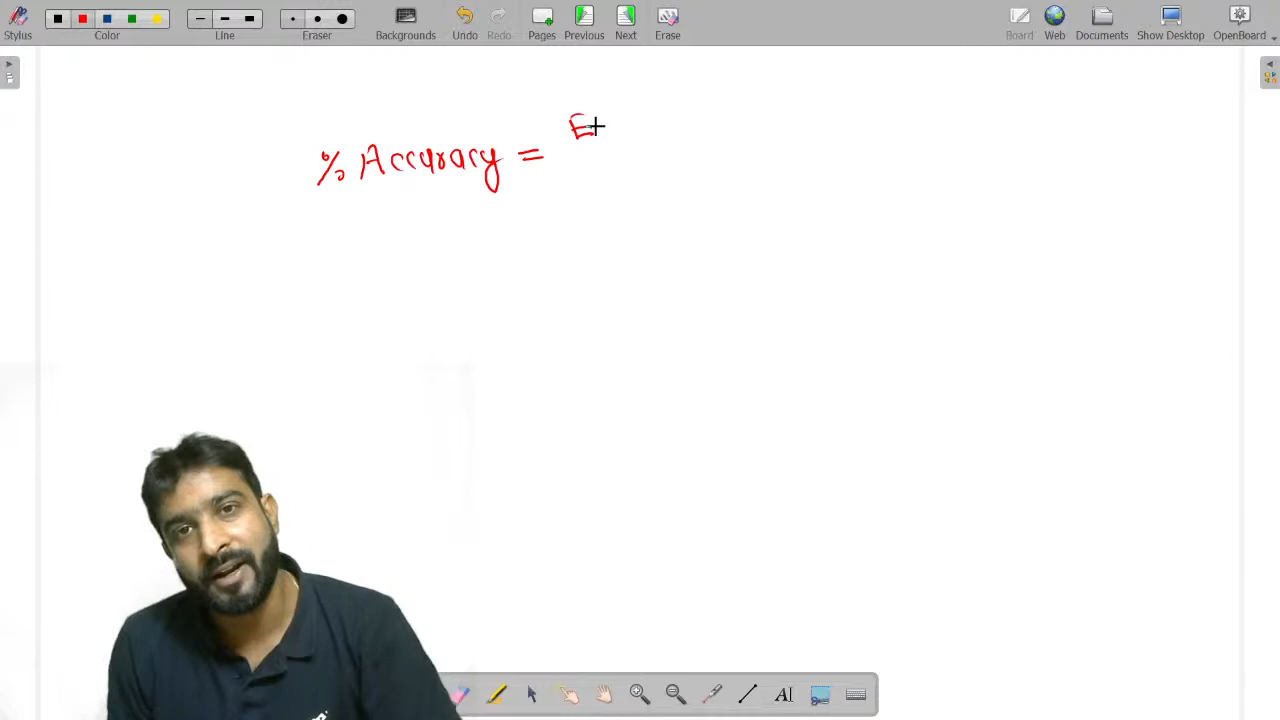 Stylus Color Line Eraser Backgrounds Undo Redo Pages Previous Next Erase Board Web Documents Show Desktop OpenBoard
E
% Accuracy =